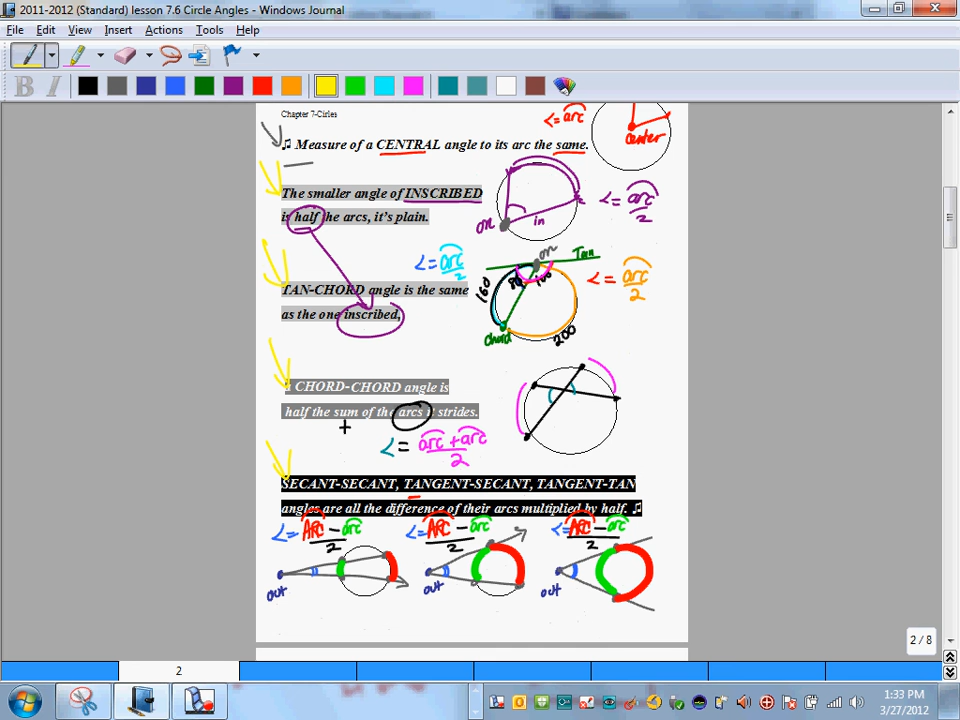 2011-2012 (Standard) lesson 7.6 Circle Angles - Windows Journal
File Edit View Insert Actions Tools Help
B I
Chapter 7-Cirles
∠=arc
center
♫ Measure of a CENTRAL angle to its arc the same.
The smaller angle of INSCRIBED
is half the arcs, it's plain.
on in
∠=arc/2
∠=arc/2
on Tan
TAN-CHORD angle is the same
as the one inscribed,
160 80
chord 200
∠=arc/2
CHORD-CHORD angle is
half the sum of the arcs it strides.
+
∠=arc+arc/2
SECANT-SECANT, TANGENT-SECANT, TANGENT-TAN
angles are all the difference of their arcs multiplied by half. ♫
∠=ARC-arc/2 ∠=ARC-arc/2 ∠=ARC-arc/2
out out out
2 / 8
2
1:33 PM
3/27/2012